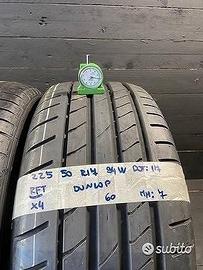 225 50 R17 94W DOT: 17
RFT DUNLOP
X4 60 MM: 7
subito